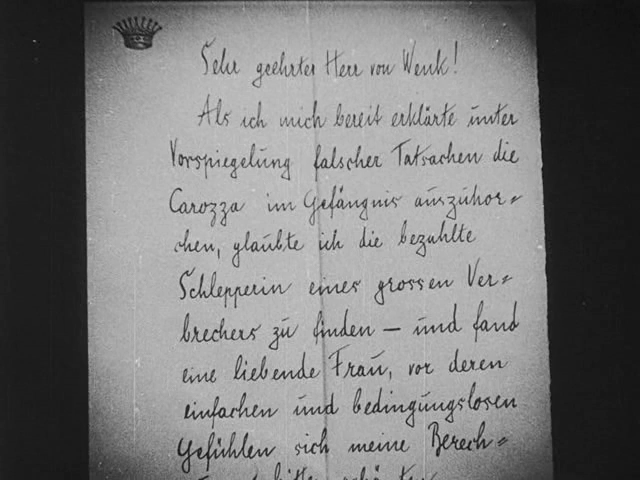 Sehr geehrter Herr von Wenk!
Als ich mich bereit erklärte unter
Vorspiegelung falscher Tatsachen die
Carozza im Gefängnis auszuhor=
chen, glaubte ich die bezahlte
Schlepperin eines grossen Ver=
brechers zu finden — und fand
eine liebende Frau, vor deren
einfachen und bedingungslosen
Gefühlen sich meine Berech=